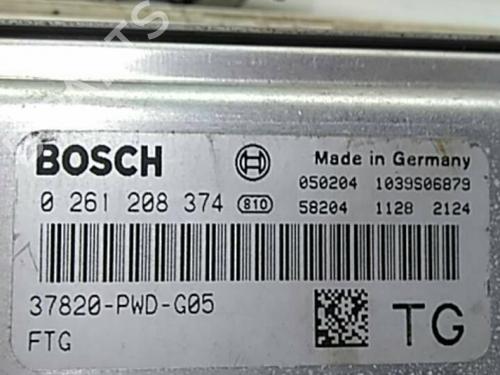 BOSCH Made in Germany
050204 1039S06879
0 261 208 374 810 58204 1128 2124
37820-PWD-G05
FTG TG